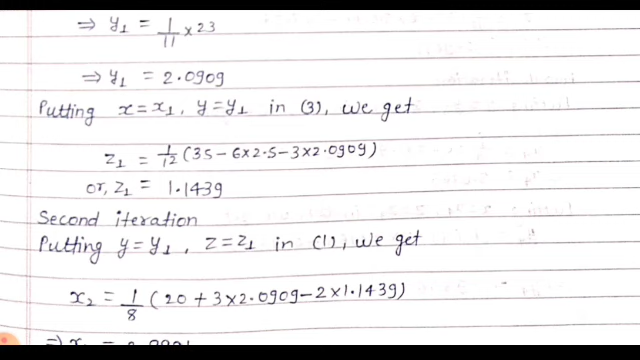 ⇒ y₁ = 1/11 × 23
⇒ y₁ = 2.0909
Putting x = x₁, y = y₁ in (3), we get
z₁ = 1/12 (35 - 6×2.5 - 3×2.0909)
or, z₁ = 1.1439
Second iteration
Putting y = y₁, z = z₁ in (1), we get
x₂ = 1/8 (20 + 3×2.0909 - 2×1.1439)